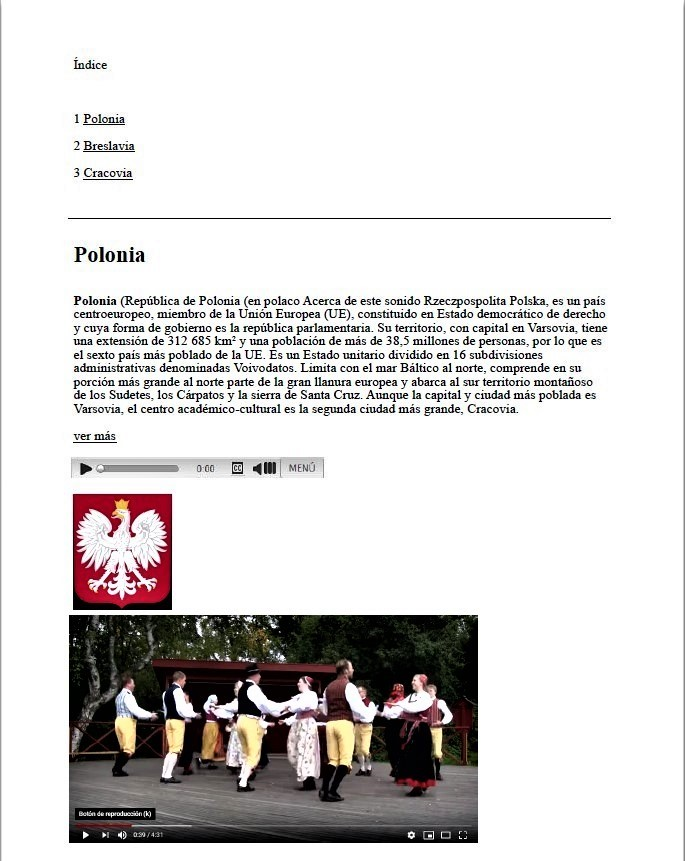 Índice
1 Polonia
2 Breslavia
3 Cracovia
Polonia
Polonia (República de Polonia (en polaco Acerca de este sonido Rzeczpospolita Polska, es un país
centroeuropeo, miembro de la Unión Europea (UE), constituido en Estado democrático de derecho
y cuya forma de gobierno es la república parlamentaria. Su territorio, con capital en Varsovia, tiene
una extensión de 312 685 km² y una población de más de 38,5 millones de personas, por lo que es
el sexto país más poblado de la UE. Es un Estado unitario dividido en 16 subdivisiones
administrativas denominadas Voivodatos. Limita con el mar Báltico al norte, comprende en su
porción más grande al norte parte de la gran llanura europea y abarca al sur territorio montañoso
de los Sudetes, los Cárpatos y la sierra de Santa Cruz. Aunque la capital y ciudad más poblada es
Varsovia, el centro académico-cultural es la segunda ciudad más grande, Cracovia.
ver más
0:00 CC MENÚ
Botón de reproducción (k)
0:39 / 4:31